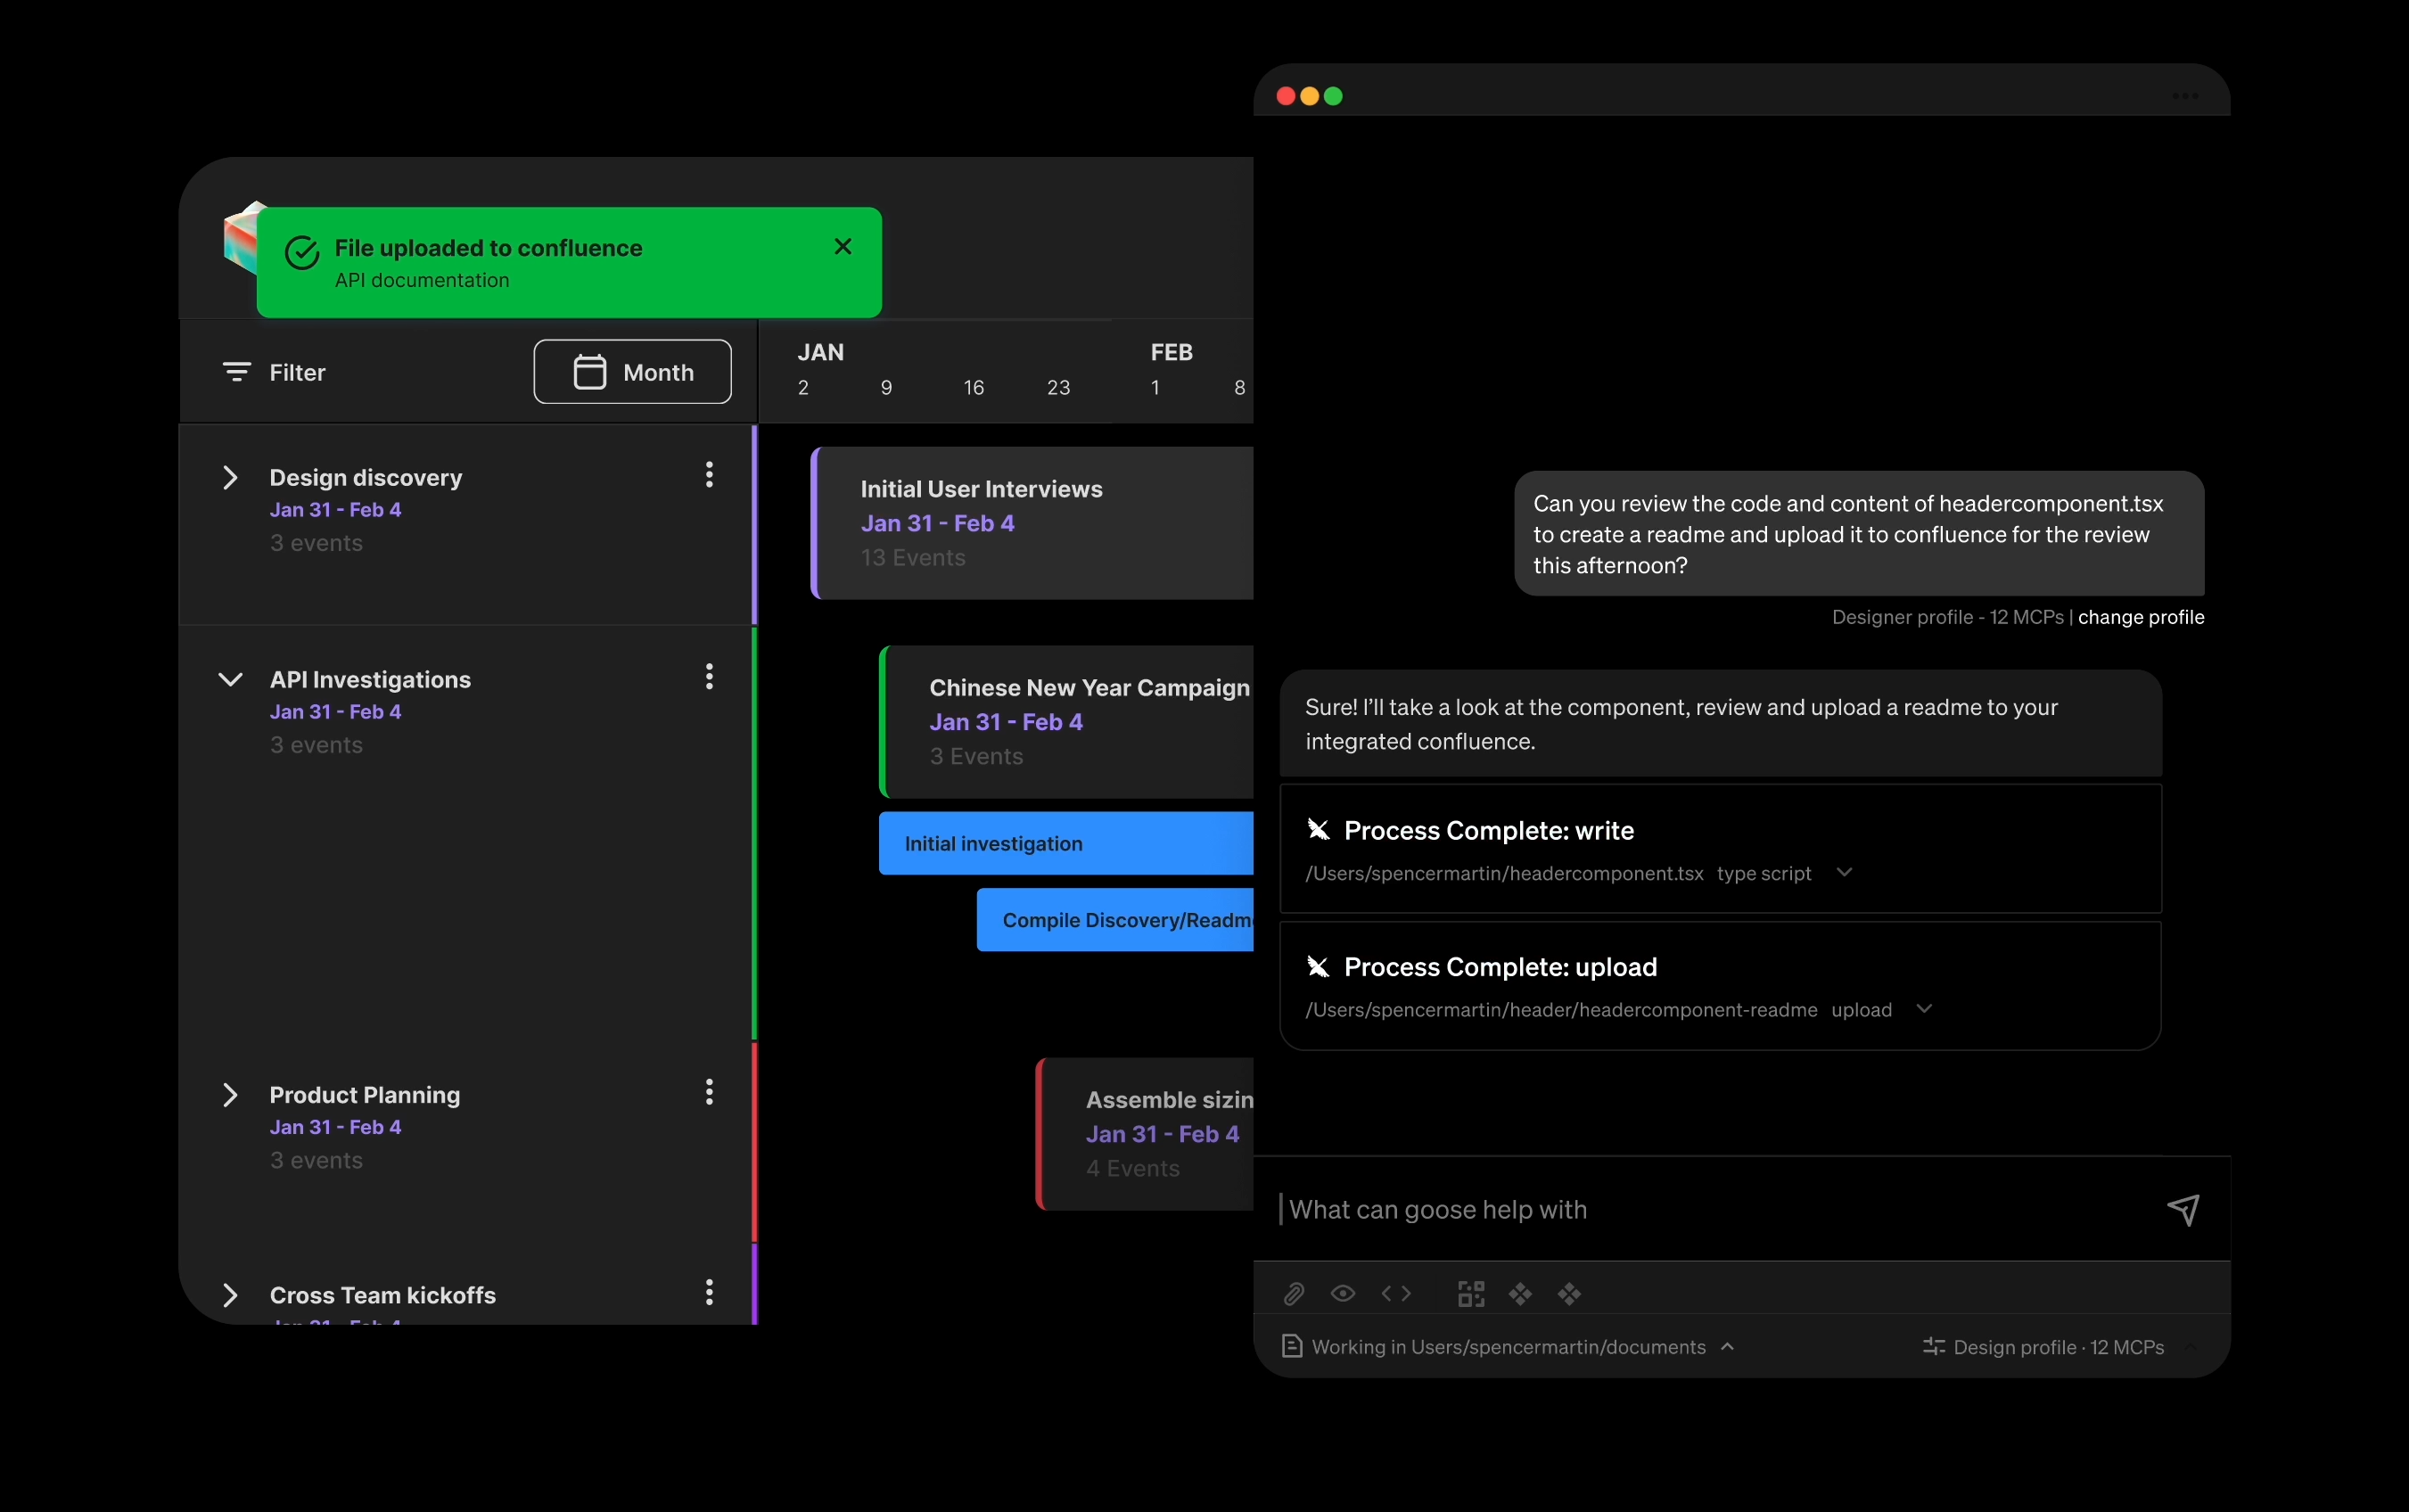 File uploaded to confluence
API documentation
Filter
Month
JAN
FEB
2 9 16 23 1 8
Design discovery
Jan 31 - Feb 4
3 events
API Investigations
Jan 31 - Feb 4
3 events
Product Planning
Jan 31 - Feb 4
3 events
Cross Team kickoffs
Jan 31 - Feb 4
Initial User Interviews
Jan 31 - Feb 4
13 Events
Chinese New Year Campaign
Jan 31 - Feb 4
3 Events
Initial investigation
Compile Discovery/Readme
Assemble sizin
Jan 31 - Feb 4
4 Events
Can you review the code and content of headercomponent.tsx
to create a readme and upload it to confluence for the review
this afternoon?
Designer profile - 12 MCPs | change profile
Sure! I'll take a look at the component, review and upload a readme to your
integrated confluence.
Process Complete: write
/Users/spencermartin/headercomponent.tsx type script
Process Complete: upload
/Users/spencermartin/header/headercomponent-readme upload
What can goose help with
Working in Users/spencermartin/documents
Design profile · 12 MCPs